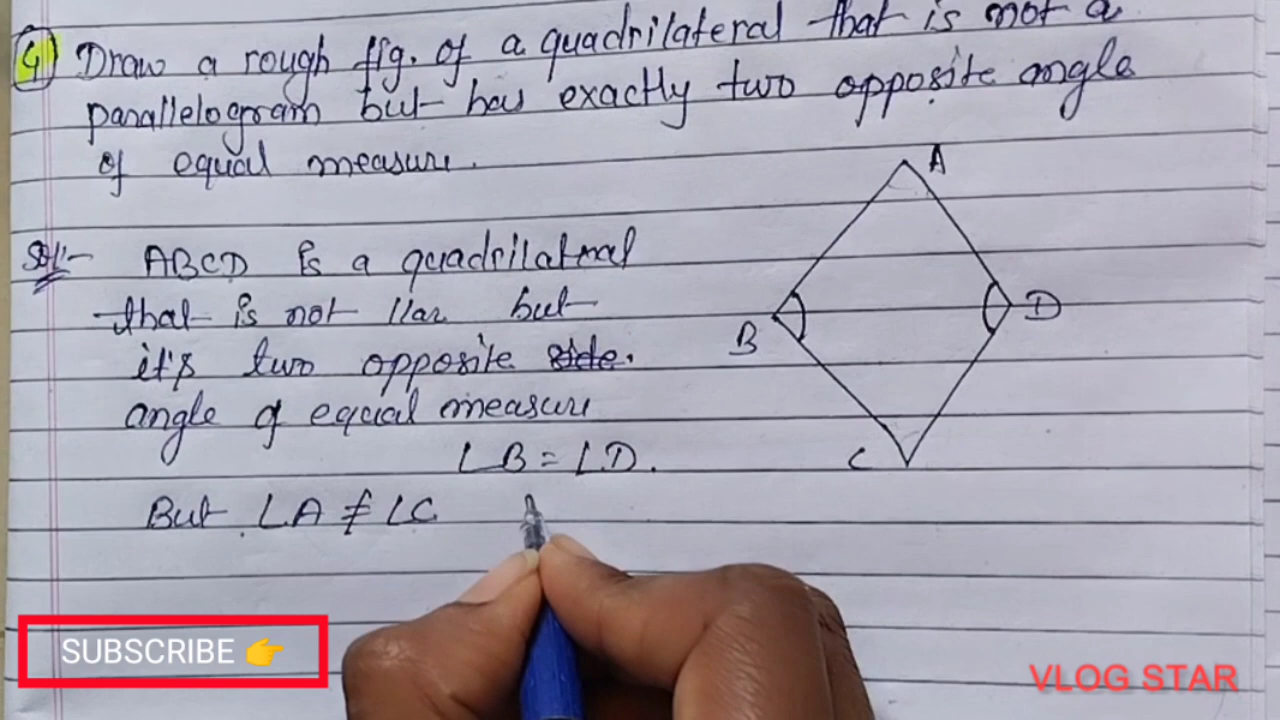 4) Draw a rough fig. of a quadrilateral that is not a
parallelogram but has exactly two opposite angle
of equal measure.
Sol:- ABCD is a quadrilateral
that is not llar but
it's two opposite side.
angle of equal measure
∠B = ∠D.
But ∠A ≠ ∠C
A
B
D
C
SUBSCRIBE 👉
VLOG STAR